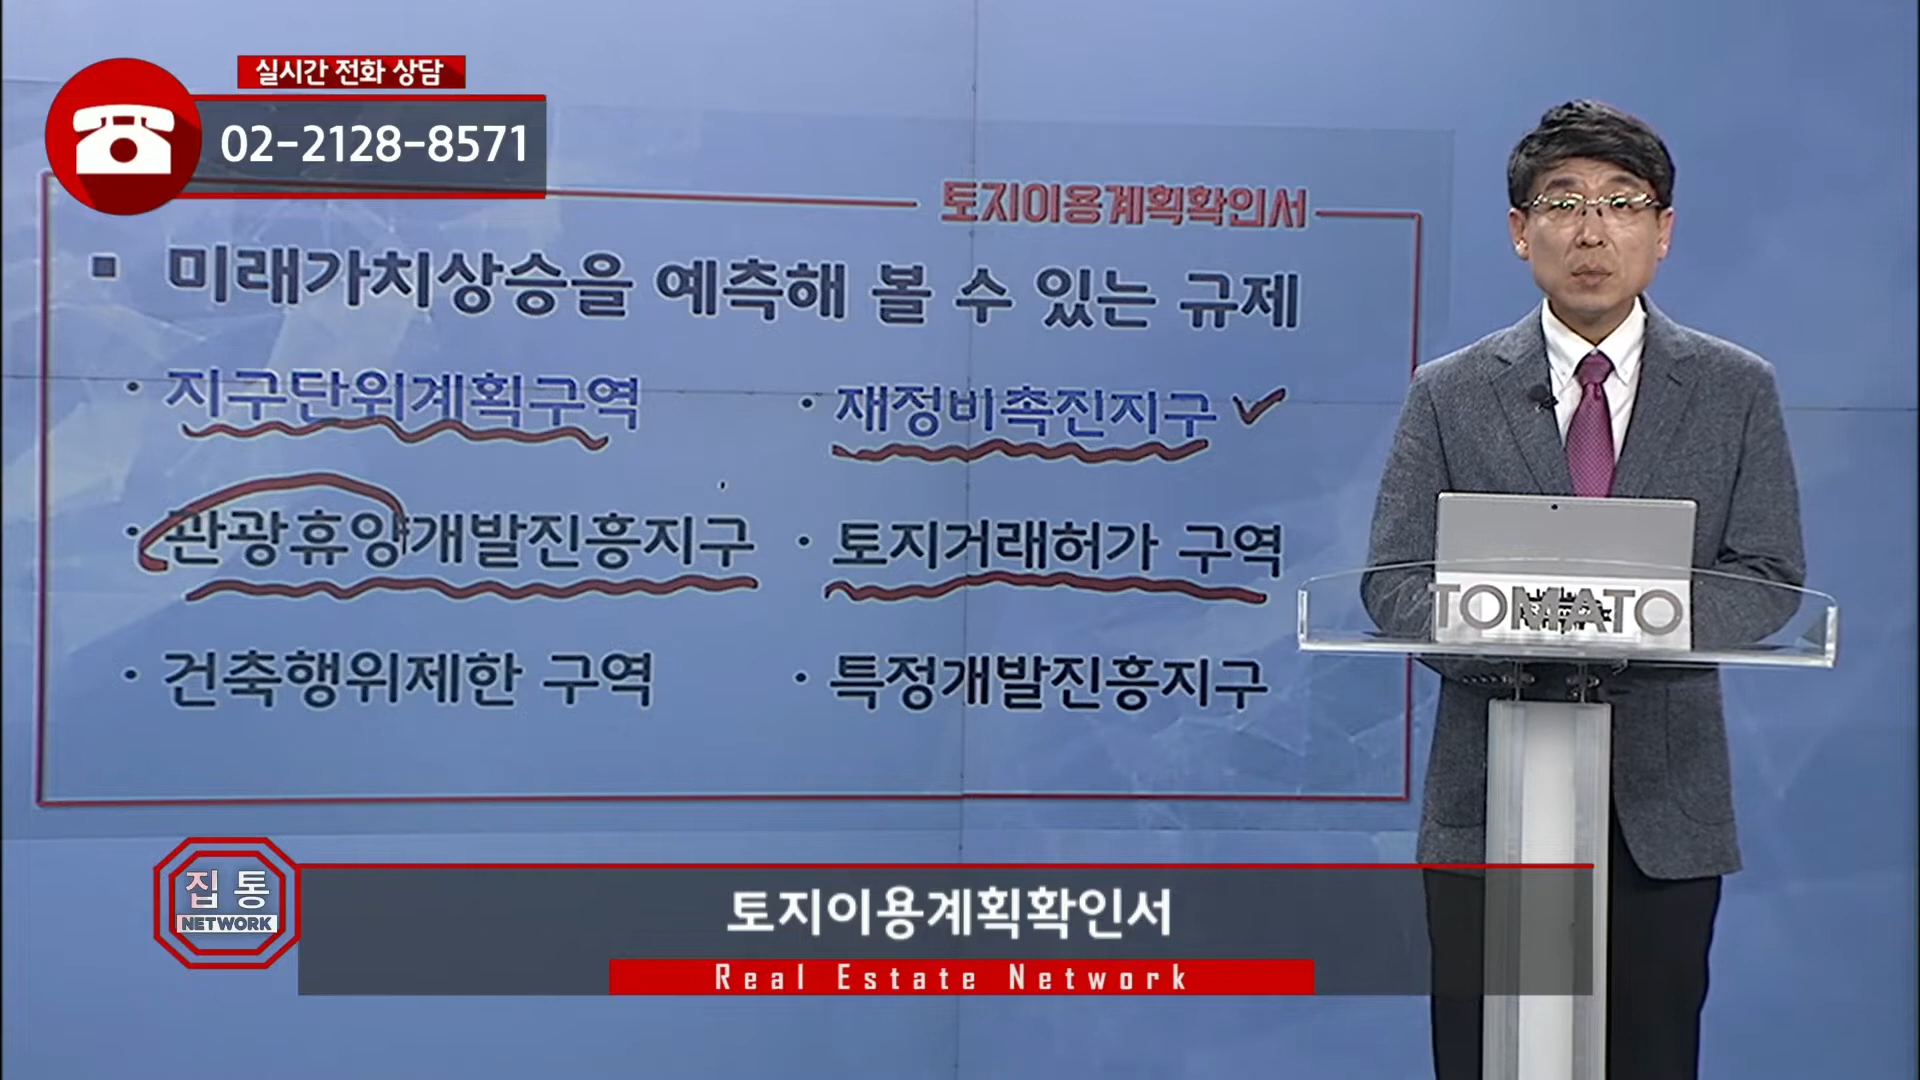 실시간 전화 상담
02-2128-8571
토지이용계획확인서
▪ 미래가치상승을 예측해 볼 수 있는 규제
· 지구단위계획구역
· 재정비촉진지구 ✓
· 관광휴양개발진흥지구
· 토지거래허가 구역
· 건축행위제한 구역
· 특정개발진흥지구
TOMATO
집통
NETWORK
토지이용계획확인서
Real Estate Network